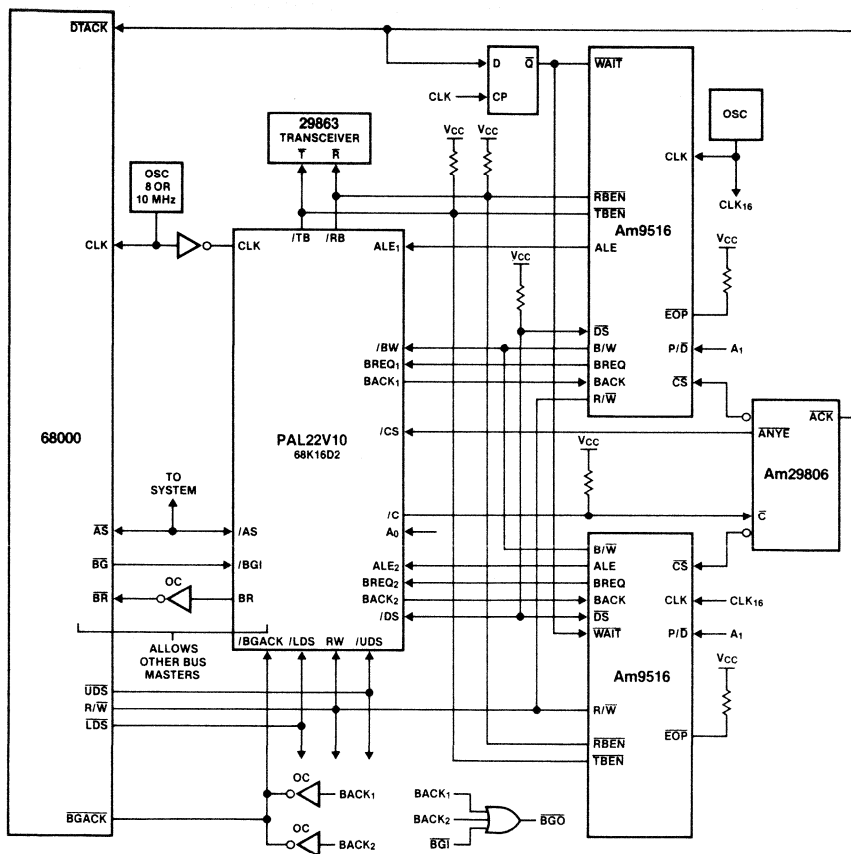 DTACK
D Q
CLK CP
WAIT
29863
TRANSCEIVER
T R
VCC VCC
OSC
OSC
8 OR
10 MHz
CLK
CLK16
RBEN
TBEN
Am9516
CLK
CLK
/TB /RB
ALE1
ALE
VCC
VCC
EOP
DS
/BW
B/W
P/D A1
BREQ1
BREQ
BACK1
BACK
CS
R/W
68000
PAL22V10
68K16D2
/CS
ANYE
ACK
Am29806
VCC
TO
SYSTEM
/C
C
AS
/AS
A0
B/W
BG
/BGI
ALE2
ALE
CS
BREQ2
BREQ
OC
BR
BR
BACK2
BACK
CLK CLK16
/DS
DS
/BGACK /LDS RW /UDS
WAIT
P/D A1
ALLOWS
OTHER BUS
MASTERS
Am9516
VCC
UDS
R/W
R/W
LDS
EOP
RBEN
TBEN
OC
BACK1
BACK1
BGACK
BACK2
BGO
OC
BACK2
BGI